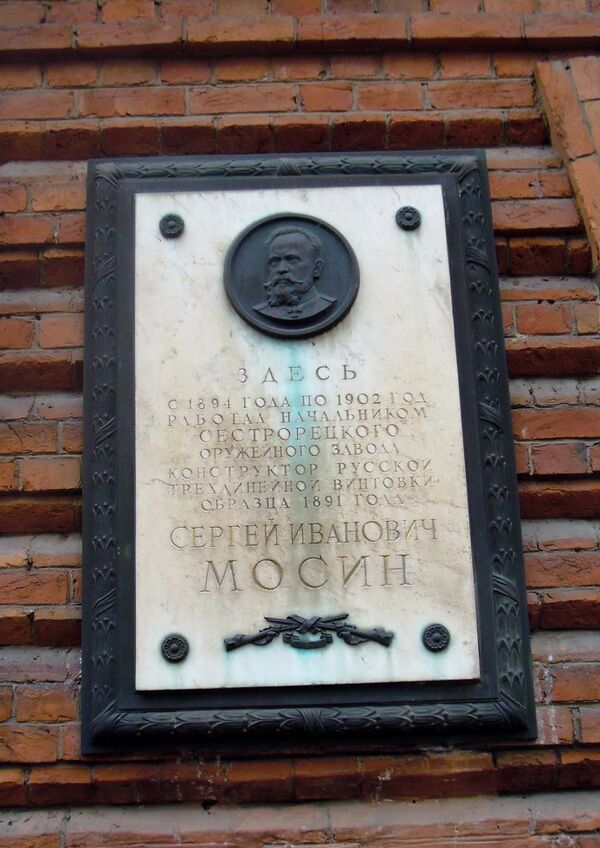 ЗДЕСЬ
С 1894 ГОДА ПО 1902 ГОД
РАБОТАЛ НАЧАЛЬНИКОМ
СЕСТРОРЕЦКОГО
ОРУЖЕЙНОГО ЗАВОДА
КОНСТРУКТОР РУССКОЙ
ТРЕХЛИНЕЙНОЙ ВИНТОВКИ
ОБРАЗЦА 1891 ГОДА
СЕРГЕЙ ИВАНОВИЧ
МОСИН